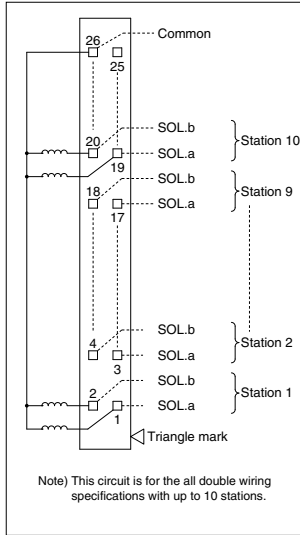 26 Common
25
20 SOL.b
SOL.a Station 10
19
18 SOL.b
SOL.a Station 9
17
4 SOL.b
SOL.a Station 2
3
2 SOL.b
SOL.a Station 1
1
Triangle mark
Note) This circuit is for the all double wiring
specifications with up to 10 stations.